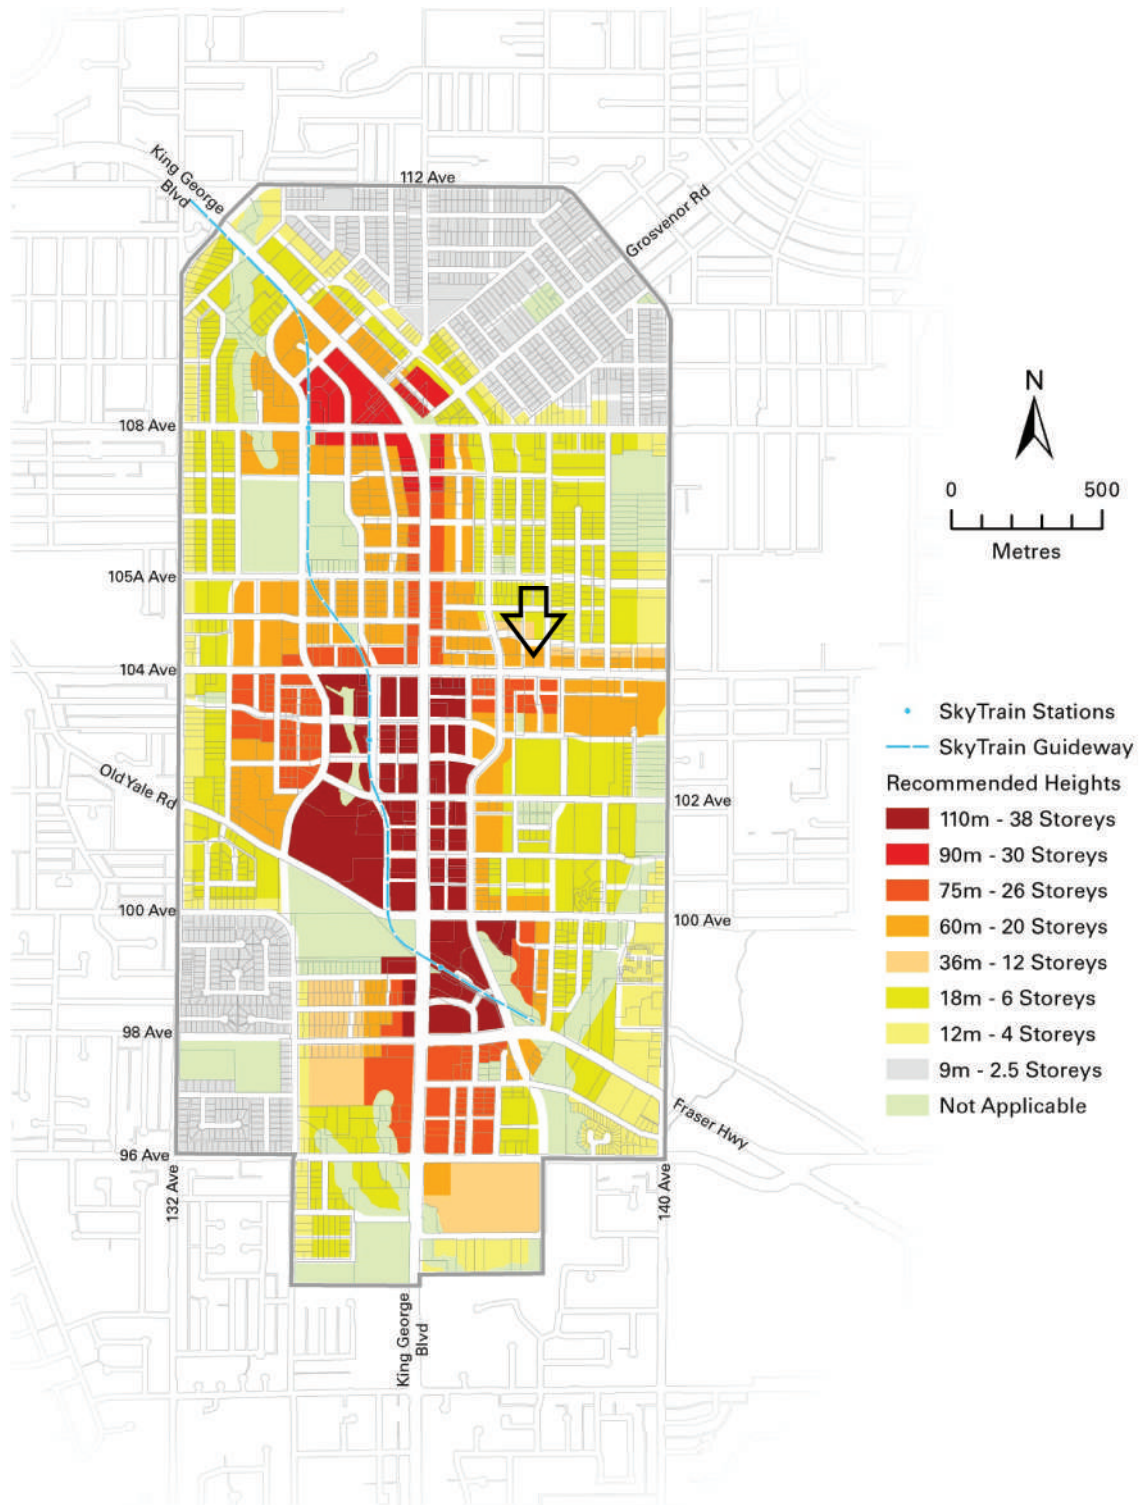 King George
Blvd
112 Ave
Grosvenor Rd
108 Ave
105A Ave
104 Ave
Old Yale Rd
102 Ave
100 Ave
100 Ave
98 Ave
Fraser Hwy
96 Ave
132 Ave
140 Ave
King George
Blvd
N
0 500
Metres
SkyTrain Stations
SkyTrain Guideway
Recommended Heights
110m - 38 Storeys
90m - 30 Storeys
75m - 26 Storeys
60m - 20 Storeys
36m - 12 Storeys
18m - 6 Storeys
12m - 4 Storeys
9m - 2.5 Storeys
Not Applicable